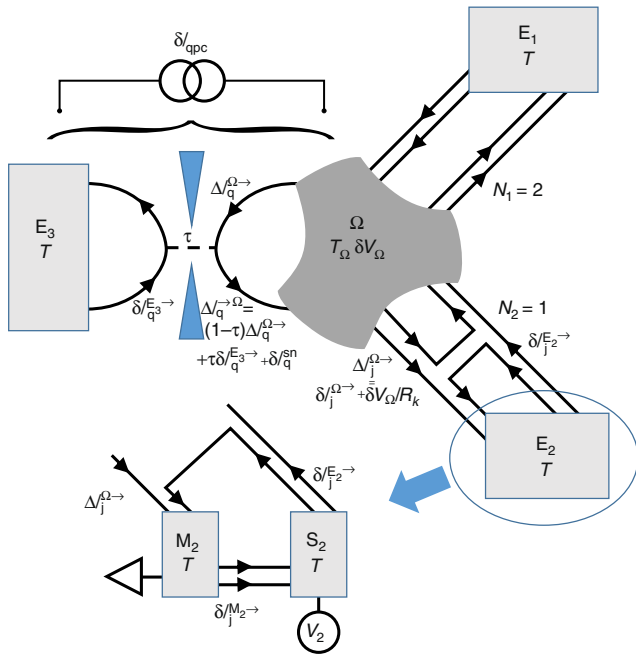 δI_qpc
E_1
T
N_1 = 2
ΔI_q^{Ω→}
E_3
T
τ
Ω
T_Ω δV_Ω
δI_q^{E_3→}
ΔI_q^{→Ω}=
(1–τ)ΔI_q^{Ω→}
+τδI_q^{E_3→}+δI_q^{sn}
N_2 = 1
δI_j^{E_2→}
ΔI_j^{Ω→}
=
δI_j^{Ω→}+δV_Ω/R_k
E_2
T
δI_j^{E_2→}
ΔI_j^{Ω→}
M_2
T
S_2
T
δI_j^{M_2→}
V_2